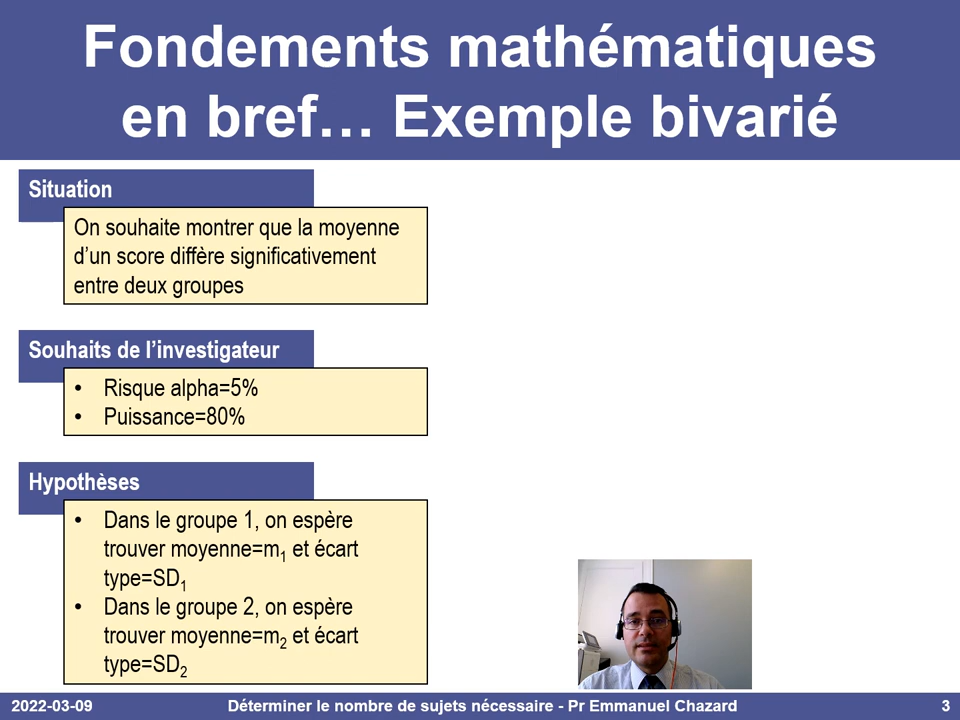 Fondements mathématiques
en bref… Exemple bivarié
Situation
On souhaite montrer que la moyenne
d’un score diffère significativement
entre deux groupes
Souhaits de l’investigateur
• Risque alpha=5%
• Puissance=80%
Hypothèses
• Dans le groupe 1, on espère
trouver moyenne=m1 et écart
type=SD1
• Dans le groupe 2, on espère
trouver moyenne=m2 et écart
type=SD2
2022-03-09 Déterminer le nombre de sujets nécessaire - Pr Emmanuel Chazard 3